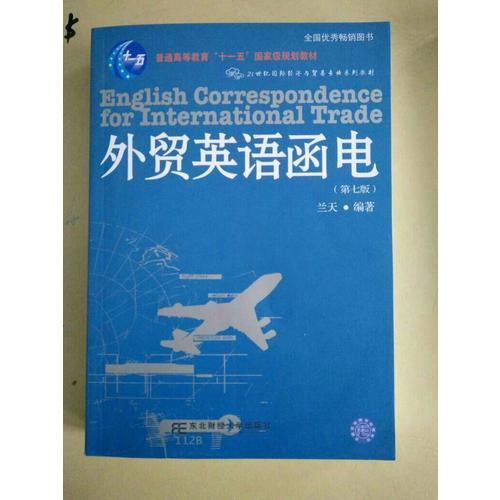 全国优秀畅销图书
十一五
普通高等教育“十一五”国家级规划教材
21世纪国际经济与贸易专业系列教材
English Correspondence
for International Trade
外贸英语函电
（第七版）
兰天·编著
东北财经大学出版社
112B